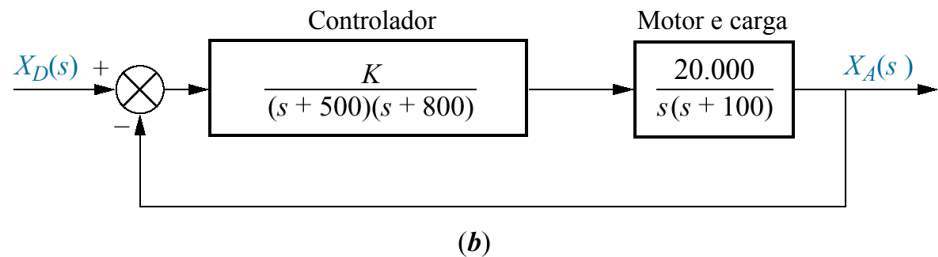 Controlador
Motor e carga
X_D(s)
+
K
(s + 500)(s + 800)
20.000
s(s + 100)
X_A(s )
−
(b)